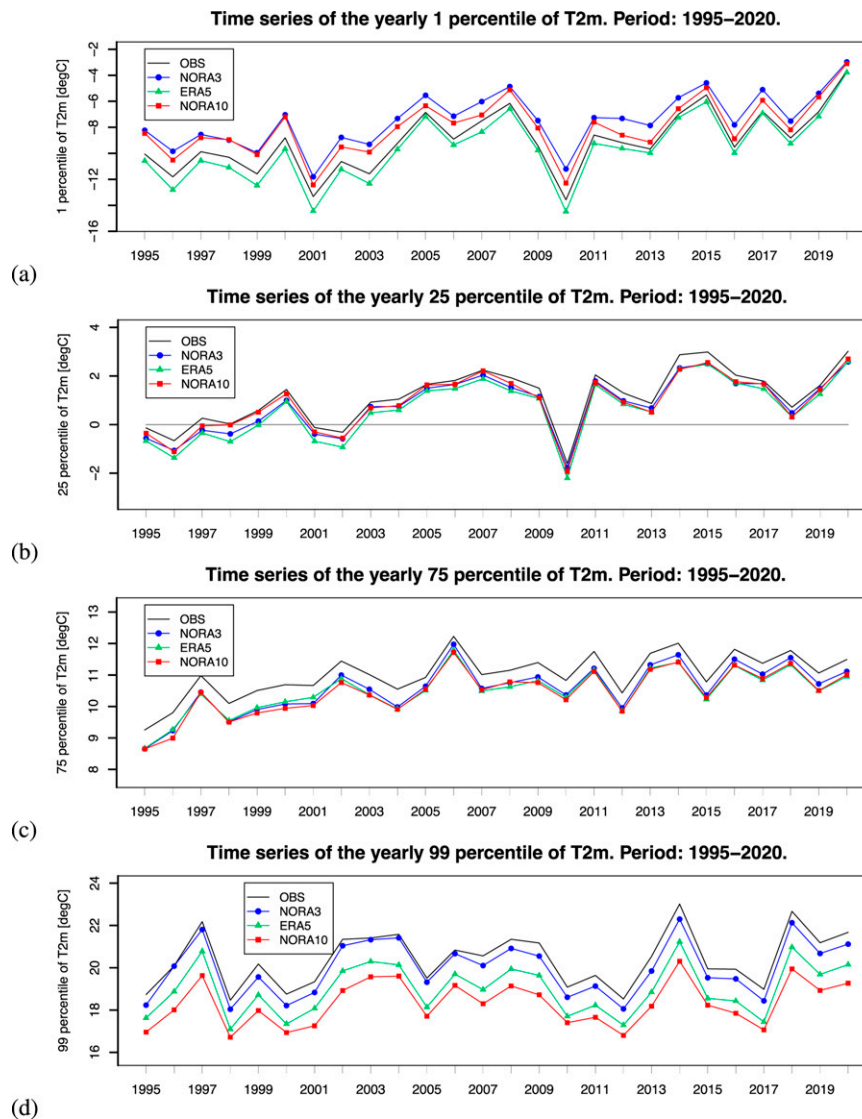 Time series of the yearly 1 percentile of T2m. Period: 1995–2020.
1 percentile of T2m [degC]
−2
−4
−6
−8
−12
−16
OBS
NORA3
ERA5
NORA10
1995 1997 1999 2001 2003 2005 2007 2009 2011 2013 2015 2017 2019
(a)
Time series of the yearly 25 percentile of T2m. Period: 1995–2020.
25 percentile of T2m [degC]
4
2
0
−2
OBS
NORA3
ERA5
NORA10
1995 1997 1999 2001 2003 2005 2007 2009 2011 2013 2015 2017 2019
(b)
Time series of the yearly 75 percentile of T2m. Period: 1995–2020.
75 percentile of T2m [degC]
13
12
11
10
9
8
OBS
NORA3
ERA5
NORA10
1995 1997 1999 2001 2003 2005 2007 2009 2011 2013 2015 2017 2019
(c)
Time series of the yearly 99 percentile of T2m. Period: 1995–2020.
99 percentile of T2m [degC]
24
22
20
18
16
OBS
NORA3
ERA5
NORA10
1995 1997 1999 2001 2003 2005 2007 2009 2011 2013 2015 2017 2019
(d)